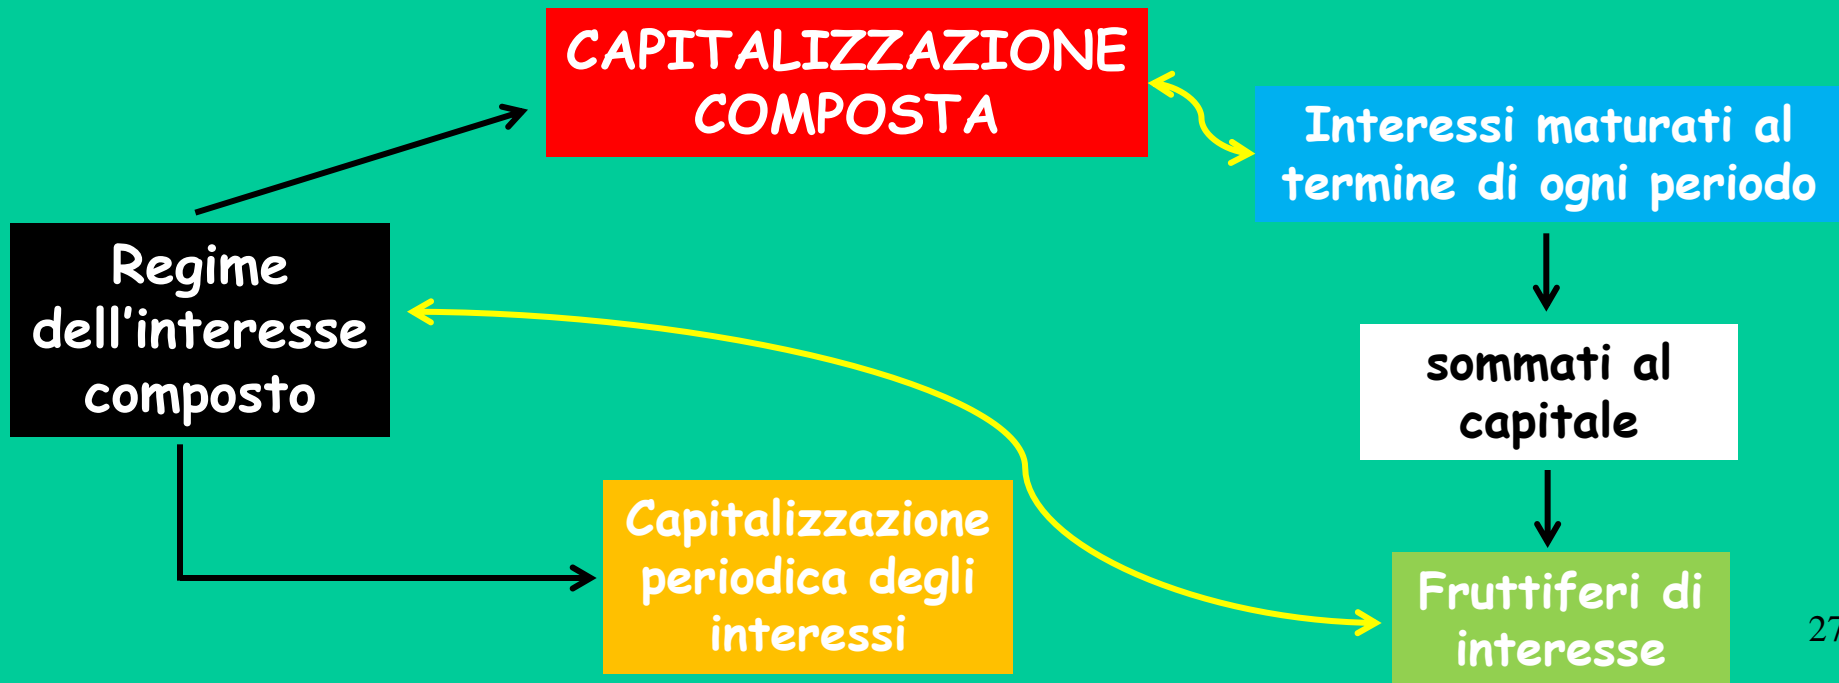 CAPITALIZZAZIONE
COMPOSTA
Interessi maturati al
termine di ogni periodo
Regime
dell'interesse
composto
sommati al
capitale
Capitalizzazione
periodica degli
interessi
Fruttiferi di
interesse
27